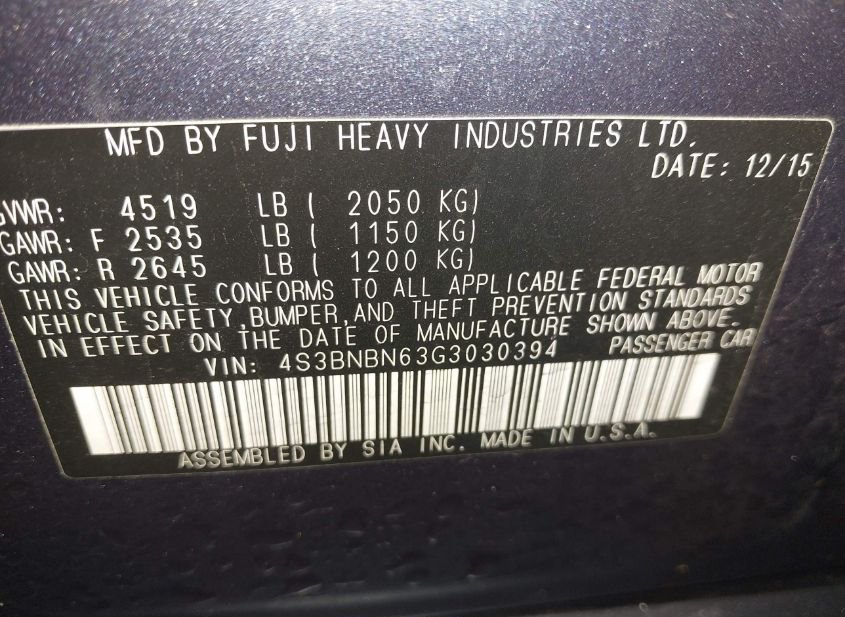 MFD BY FUJI HEAVY INDUSTRIES LTD.
DATE: 12/15
GVWR: 4519 LB ( 2050 KG)
GAWR: F 2535 LB ( 1150 KG)
GAWR: R 2645 LB ( 1200 KG)
THIS VEHICLE CONFORMS TO ALL APPLICABLE FEDERAL MOTOR
VEHICLE SAFETY, BUMPER, AND THEFT PREVENTION STANDARDS
IN EFFECT ON THE DATE OF MANUFACTURE SHOWN ABOVE.
VIN: 4S3BNBN63G3030394 PASSENGER CAR
ASSEMBLED BY SIA INC. MADE IN U.S.A.